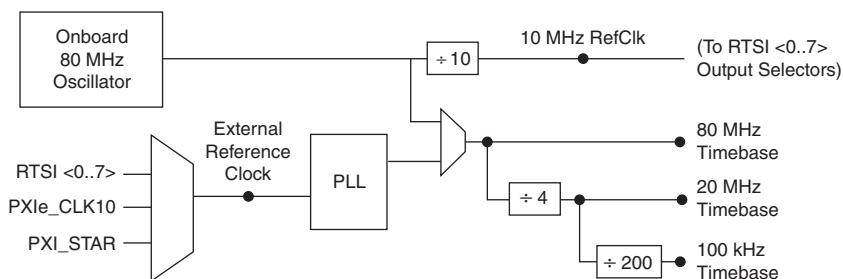 Onboard
80 MHz
Oscillator
÷ 10
10 MHz RefClk
(To RTSI <0..7>
Output Selectors)
External
Reference
Clock
RTSI <0..7>
PXIe_CLK10
PXI_STAR
PLL
80 MHz
Timebase
÷ 4
20 MHz
Timebase
÷ 200
100 kHz
Timebase